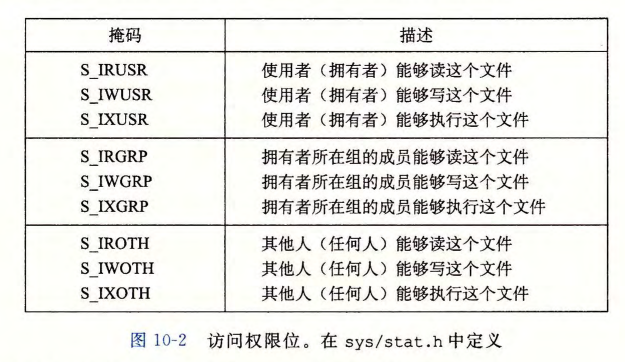 掩码 描述
S_IRUSR 使用者（拥有者）能够读这个文件
S_IWUSR 使用者（拥有者）能够写这个文件
S_IXUSR 使用者（拥有者）能够执行这个文件
S_IRGRP 拥有者所在组的成员能够读这个文件
S_IWGRP 拥有者所在组的成员能够写这个文件
S_IXGRP 拥有者所在组的成员能够执行这个文件
S_IROTH 其他人（任何人）能够读这个文件
S_IWOTH 其他人（任何人）能够写这个文件
S_IXOTH 其他人（任何人）能够执行这个文件
图 10-2 访问权限位。在 sys/stat.h 中定义